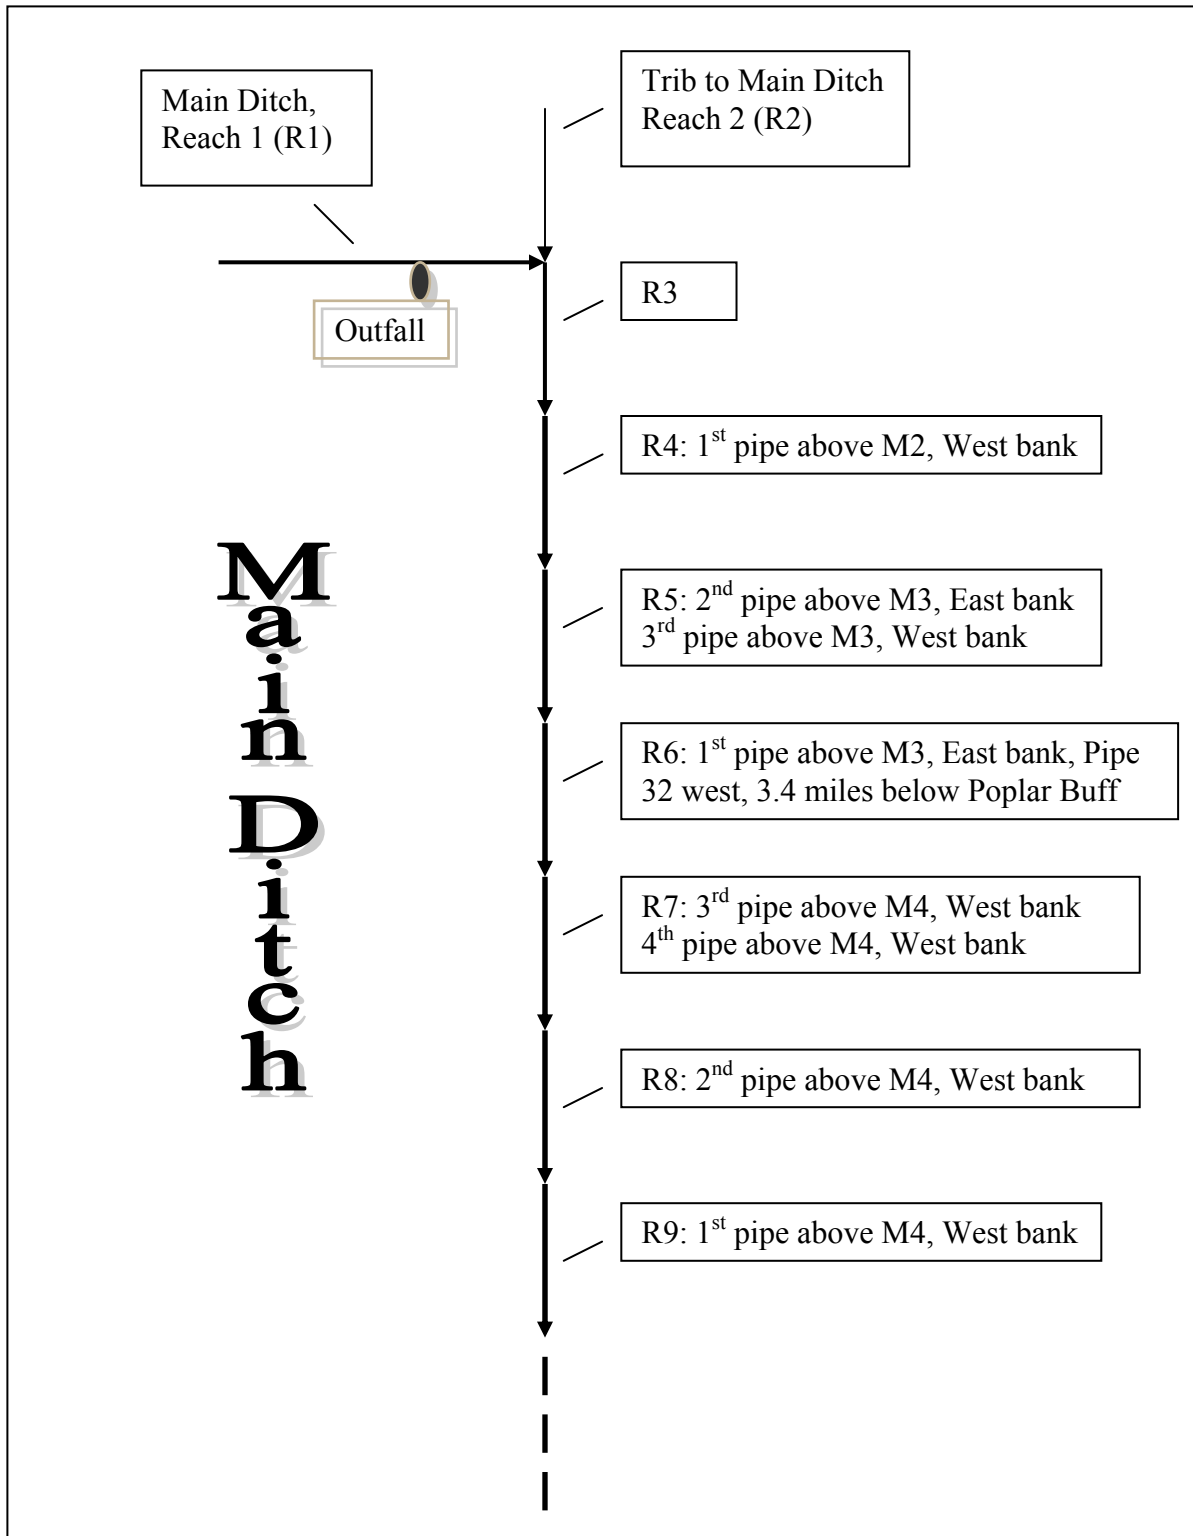 Main Ditch,
Reach 1 (R1)
Trib to Main Ditch
Reach 2 (R2)
R3
Outfall
R4: 1st pipe above M2, West bank
R5: 2nd pipe above M3, East bank
3rd pipe above M3, West bank
R6: 1st pipe above M3, East bank, Pipe
32 west, 3.4 miles below Poplar Buff
R7: 3rd pipe above M4, West bank
4th pipe above M4, West bank
R8: 2nd pipe above M4, West bank
R9: 1st pipe above M4, West bank
Main Ditch